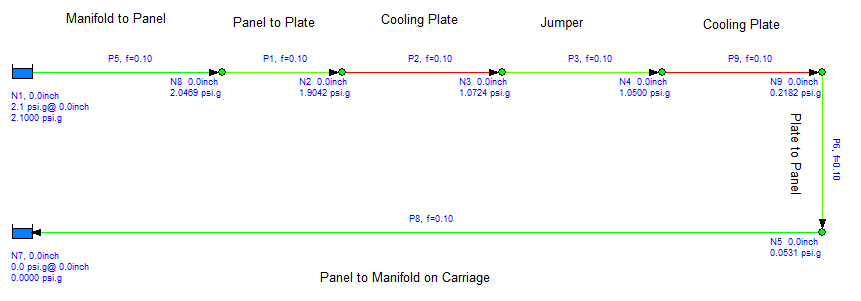 Manifold to Panel
Panel to Plate
Cooling Plate
Jumper
Cooling Plate
P5, f=0.10
P1, f=0.10
P2, f=0.10
P3, f=0.10
P9, f=0.10
N1, 0.0inch
2.1 psi.g@ 0.0inch
2.1000 psi.g
N8 0.0inch
2.0469 psi.g
N2 0.0inch
1.9042 psi.g
N3 0.0inch
1.0724 psi.g
N4 0.0inch
1.0500 psi.g
N9 0.0inch
0.2182 psi.g
Plate to Panel
P6, f=0.10
P8, f=0.10
N5 0.0inch
0.0531 psi.g
N7, 0.0inch
0.0 psi.g@ 0.0inch
0.0000 psi.g
Panel to Manifold on Carriage